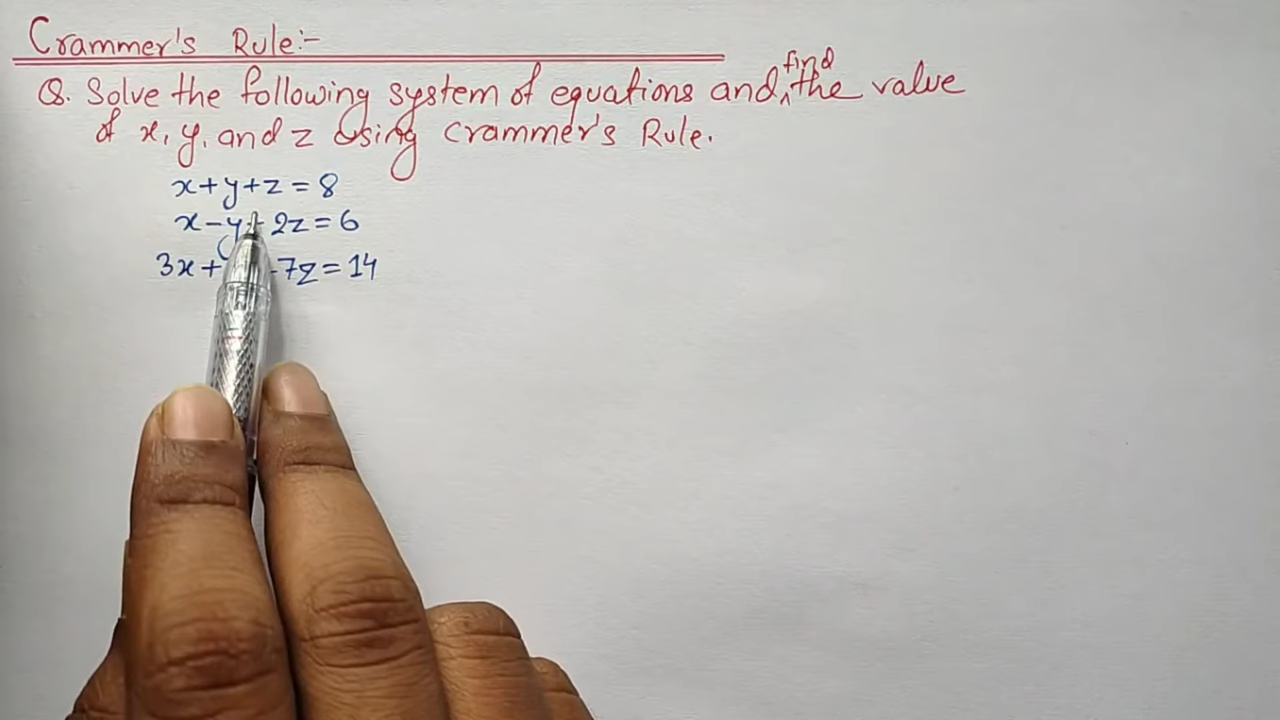 Crammer's Rule:-
Q. Solve the following system of equations and, find the value
of x, y, and z using Crammer's Rule.
x+y+z=8
x-y+2z=6
3x+ -7z=14